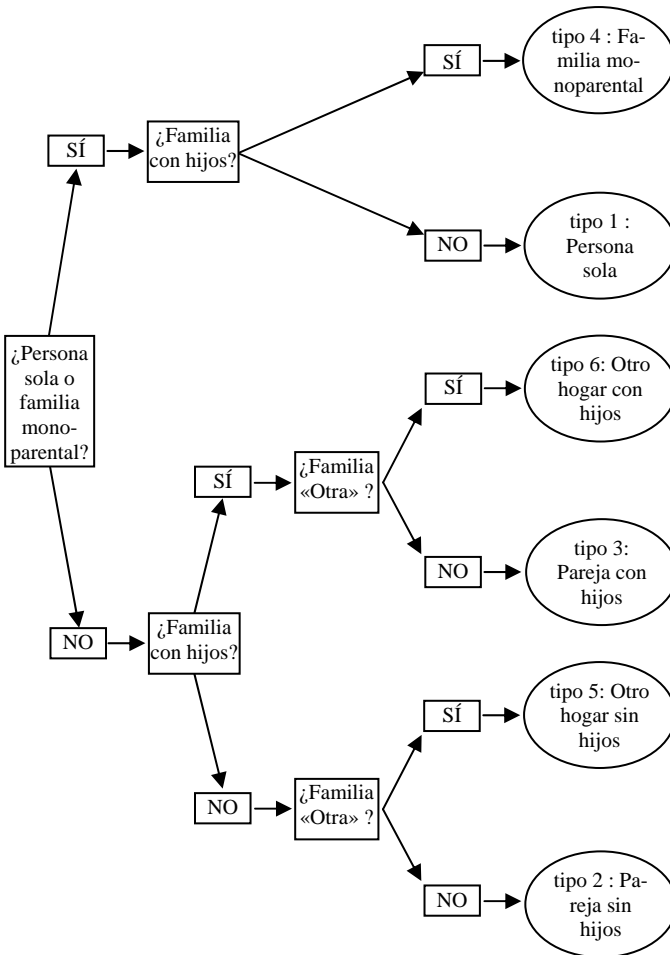 tipo 4 : Fa-
milia mo-
noparental
SÍ
¿Familia
con hijos?
SÍ
NO
tipo 1 :
Persona
sola
¿Persona
sola o
familia
mono-
parental?
SÍ
tipo 6: Otro
hogar con
hijos
SÍ
¿Familia
«Otra» ?
NO
tipo 3:
Pareja con
hijos
NO
¿Familia
con hijos?
SÍ
tipo 5: Otro
hogar sin
hijos
NO
¿Familia
«Otra» ?
NO
tipo 2 : Pa-
reja sin
hijos